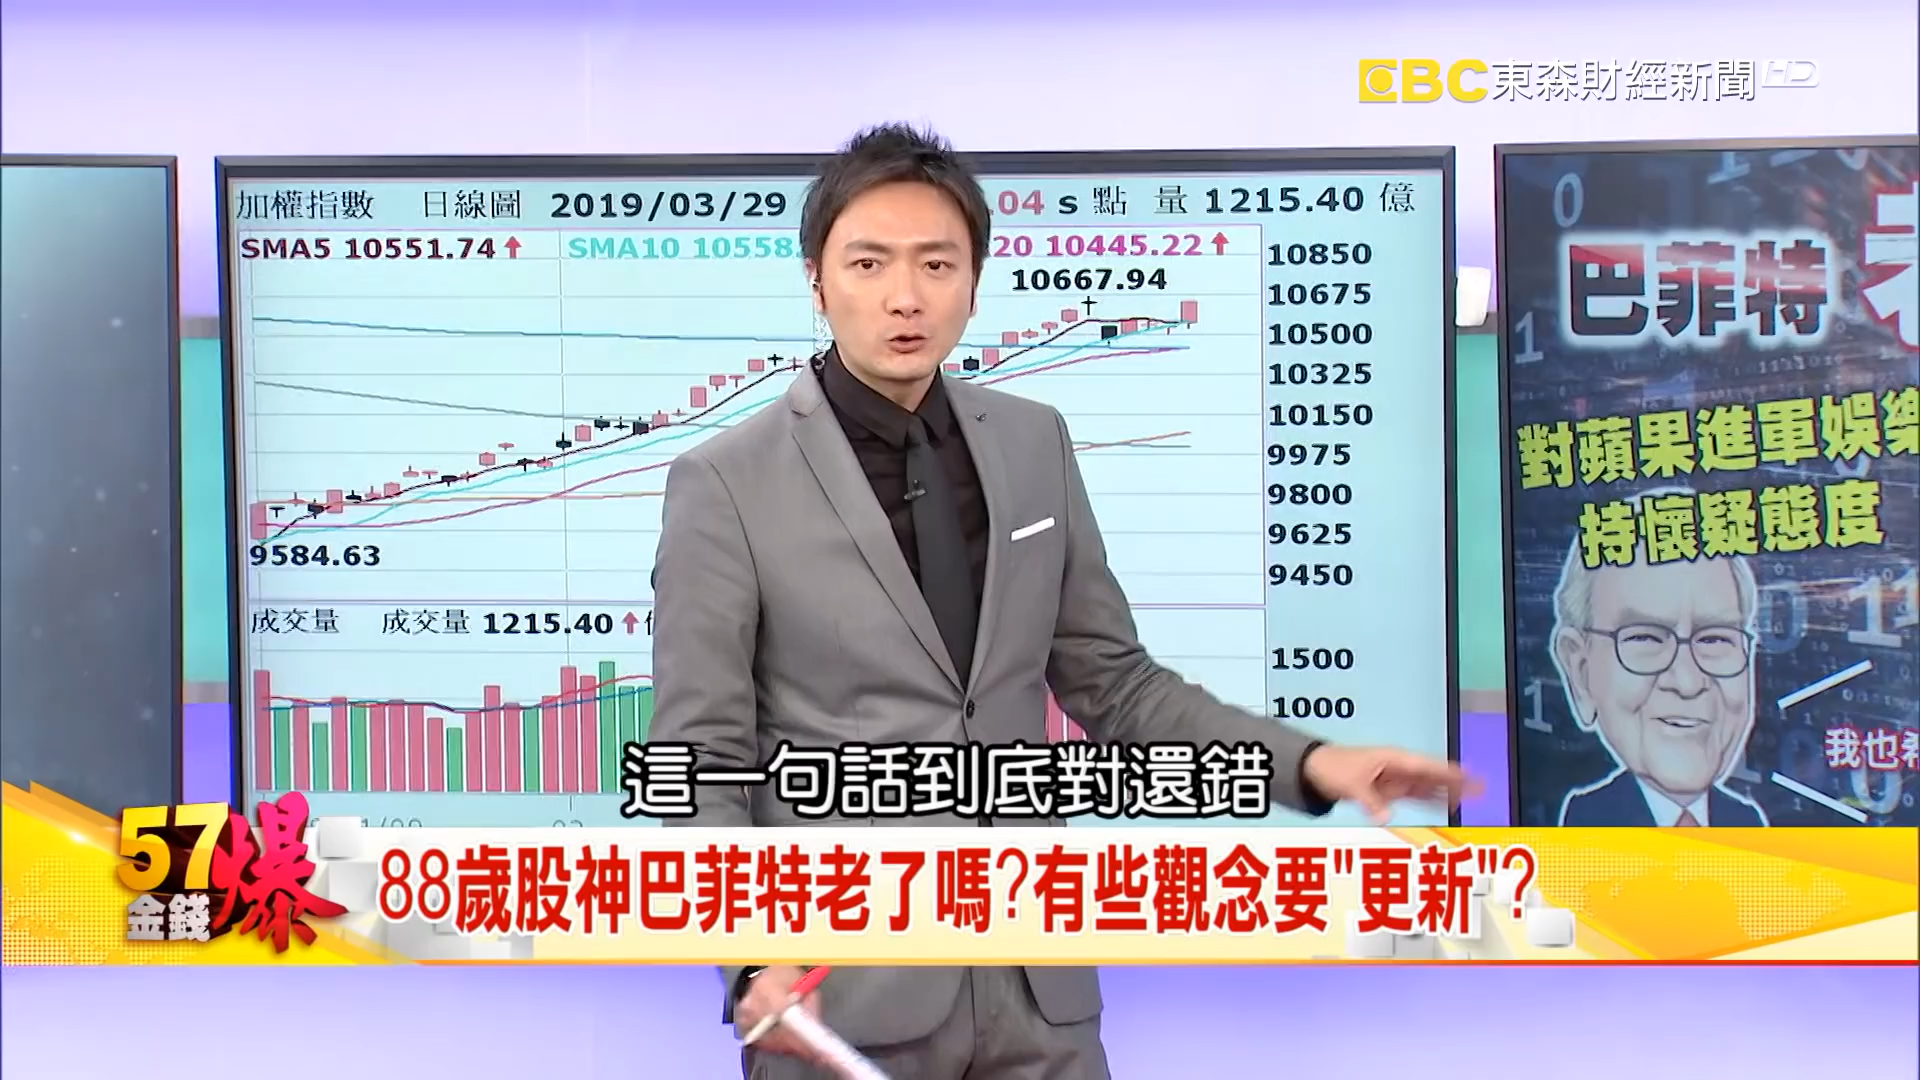 EBC東森財經新聞HD
加權指數 日線圖 2019/03/29 .04 s 點 量 1215.40 億
SMA5 10551.74↑ SMA10 10558. 20 10445.22↑
10667.94
9584.63
10850
10675
10500
10325
10150
9975
9800
9625
9450
成交量 成交量 1215.40↑
1500
1000
巴菲特
對蘋果進軍娛樂
持懷疑態度
我也希
這一句話到底對還錯
57金錢爆
88歲股神巴菲特老了嗎?有些觀念要"更新"?